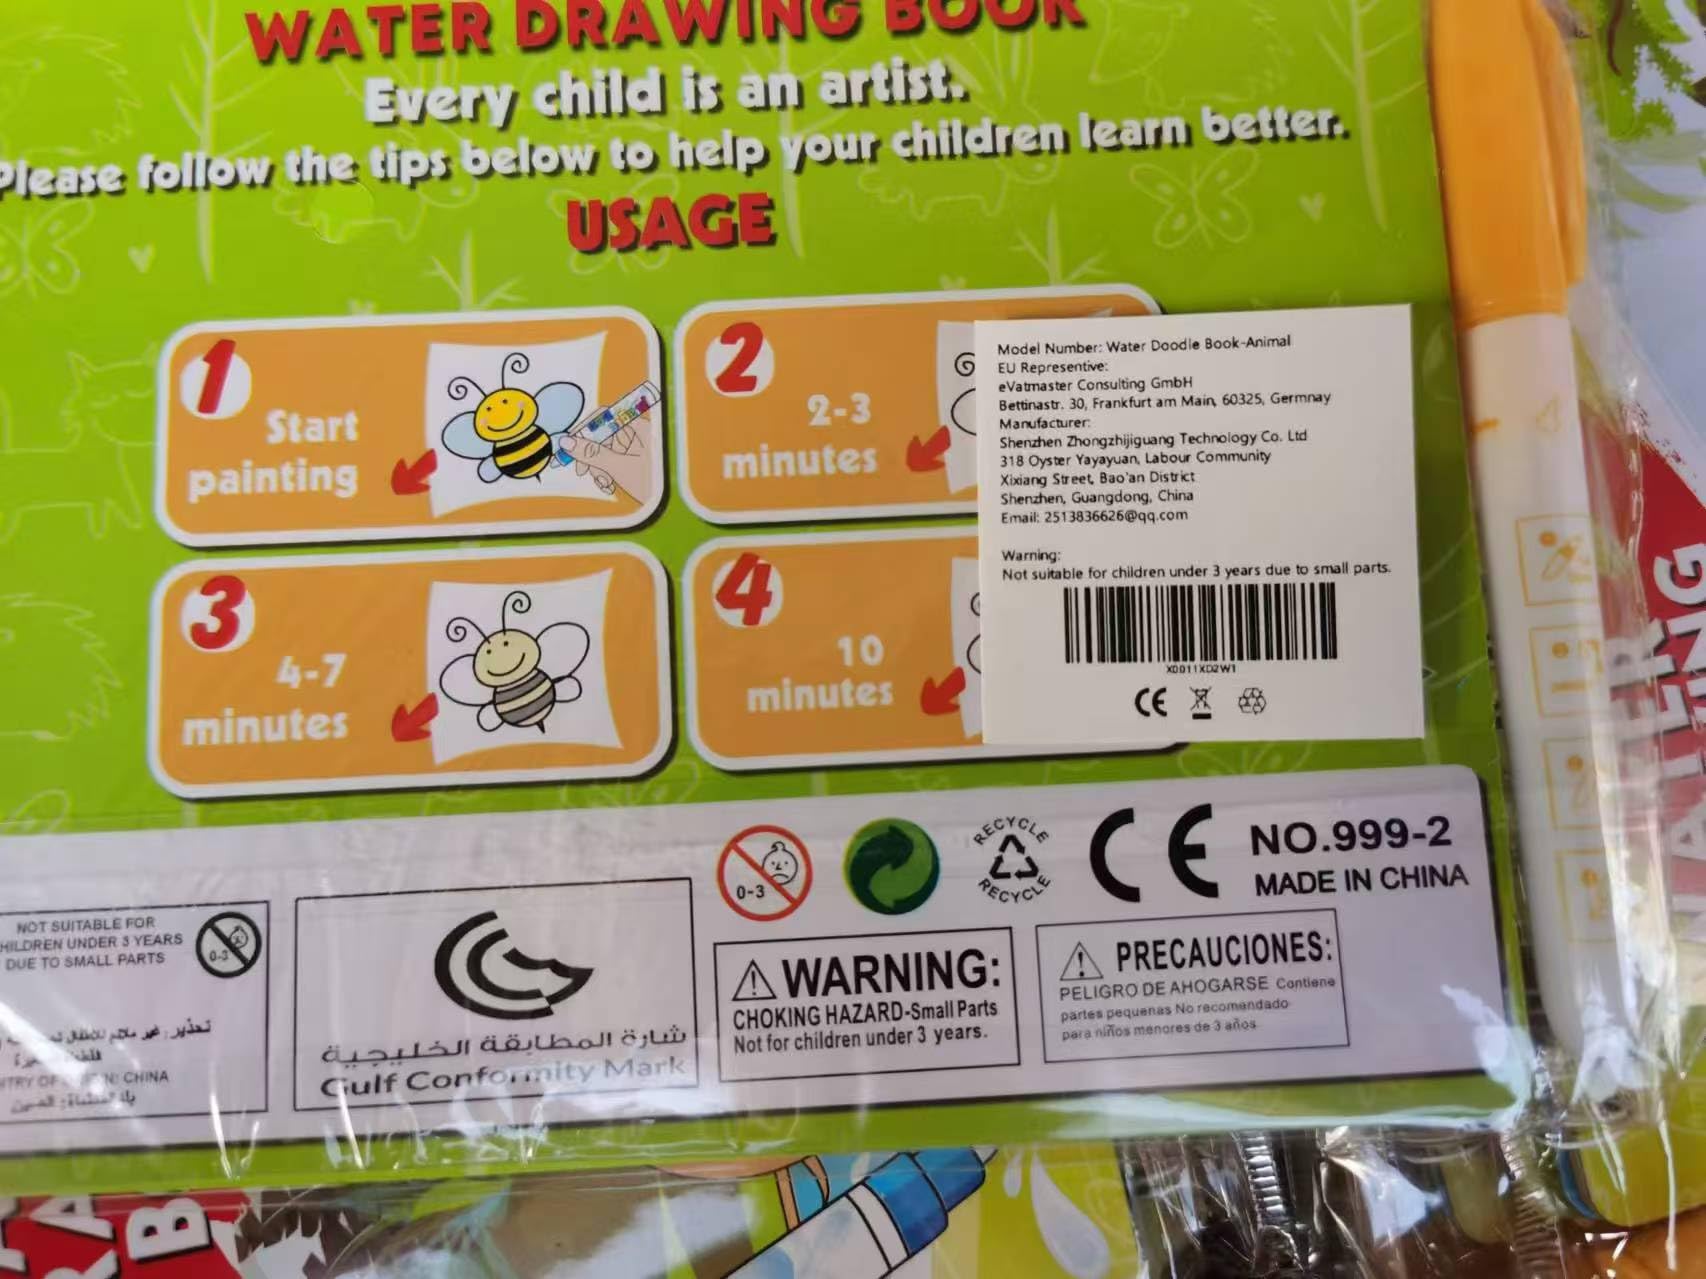 WATER DRAWING BOOK
Every child is an artist.
Please follow the tips below to help your children learn better.
USAGE
1
Start
painting
2
2-3
minutes
3
4-7
minutes
4
10
minutes
Model Number: Water Doodle Book-Animal
EU Representive:
eVatmaster Consulting GmbH
Bettinastr. 30, Frankfurt am Main, 60325, Germnay
Manufacturer:
Shenzhen Zhongzhijiguang Technology Co. Ltd
318 Oyster Yayayuan, Labour Community
Xixiang Street, Bao'an District
Shenzhen, Guangdong, China
Email: 2513836626@qq.com
Warning:
Not suitable for children under 3 years due to small parts.
X0011XD2W1
CE
NOT SUITABLE FOR
HILDREN UNDER 3 YEARS
DUE TO SMALL PARTS
0-3
CHINA
شارة المطابقة الخليجية
Gulf Conformity Mark
0-3
RECYCLE
RECYCLE
CE
NO.999-2
MADE IN CHINA
WARNING:
CHOKING HAZARD-Small Parts
Not for children under 3 years.
PRECAUCIONES:
PELIGRO DE AHOGARSE Contiene
partes pequenas No recomendado
para niños menores de 3 años